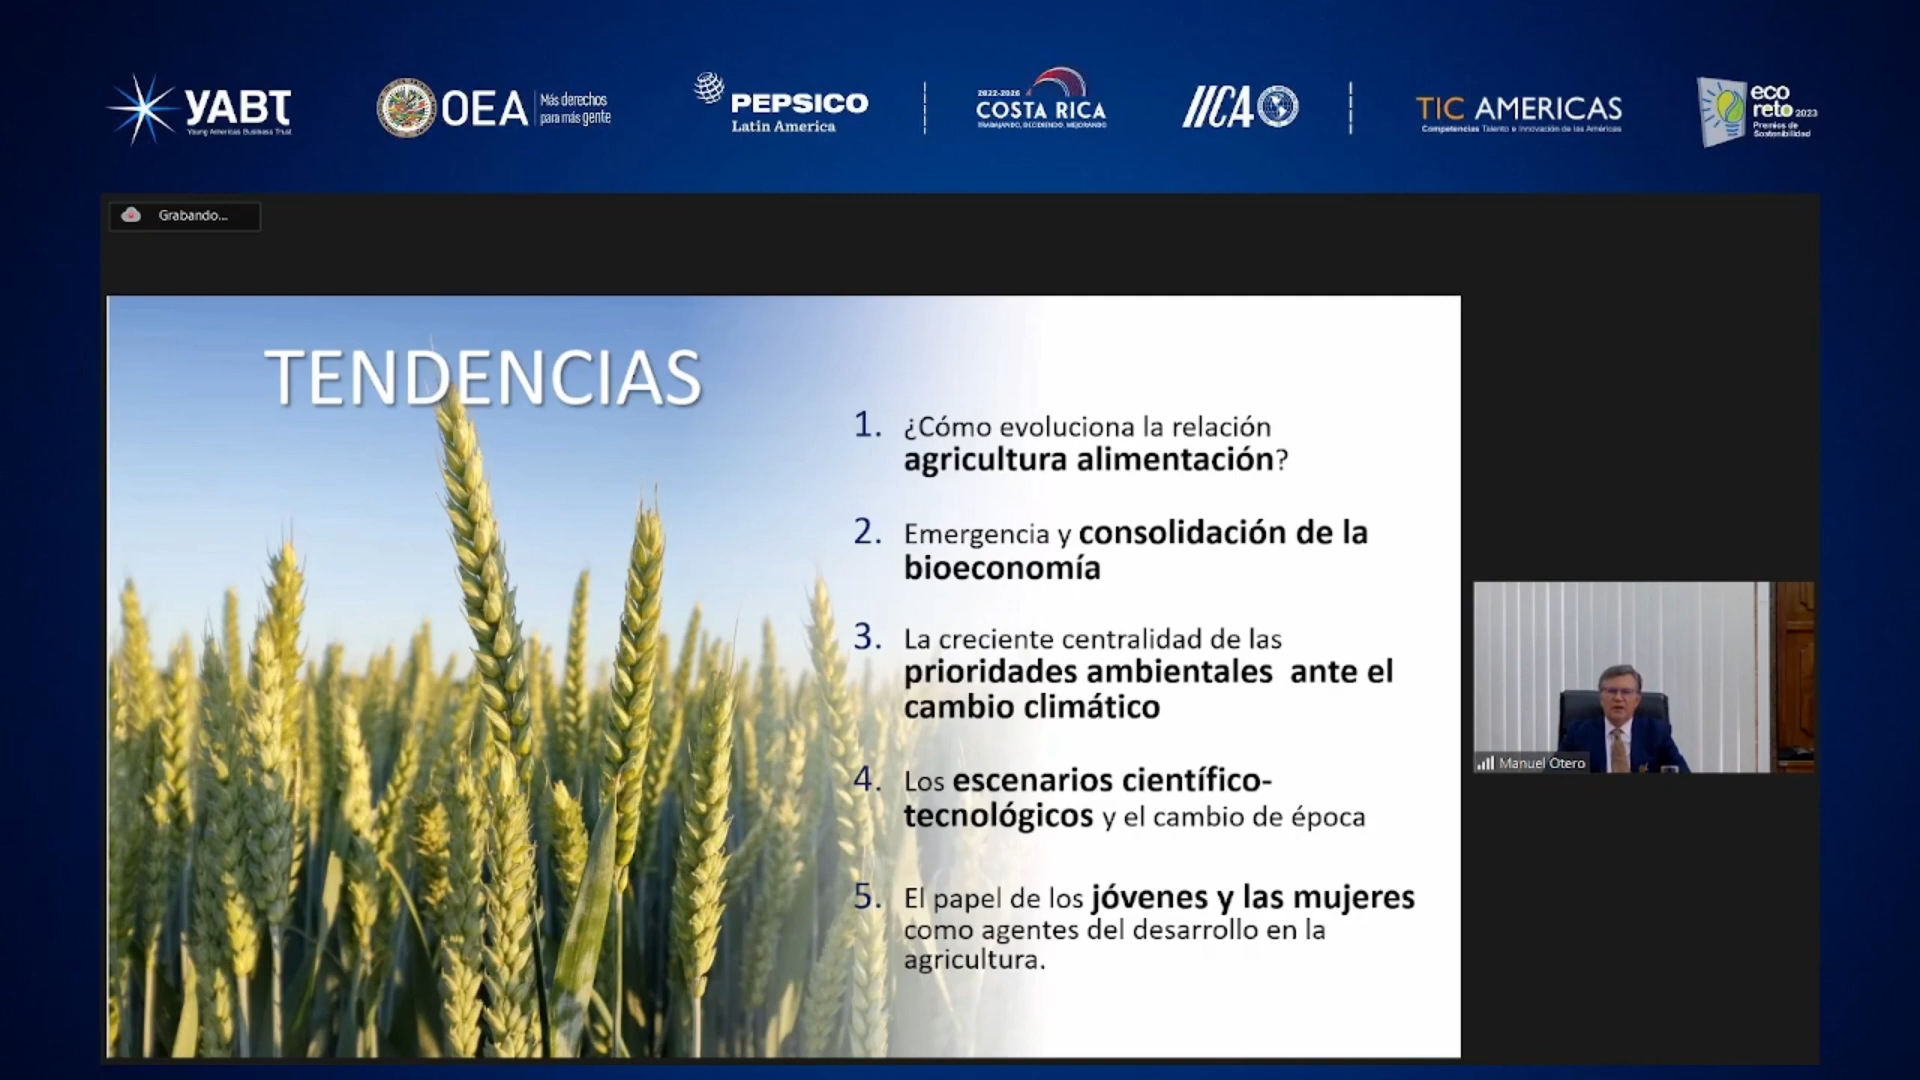 YABT
Young Americas Business Trust
OEA
Más derechos
para más gente
PEPSICO
Latin America
2022-2026
COSTA RICA
TRABAJANDO, DECIDIENDO, MEJORANDO
IICA
TIC AMERICAS
Competencias Talento e Innovación de las Américas
eco
reto 2023
Premios de
Sostenibilidad
Grabando...
TENDENCIAS
1. ¿Cómo evoluciona la relación
agricultura alimentación?
2. Emergencia y consolidación de la
bioeconomía
3. La creciente centralidad de las
prioridades ambientales ante el
cambio climático
4. Los escenarios científico-
tecnológicos y el cambio de época
5. El papel de los jóvenes y las mujeres
como agentes del desarrollo en la
agricultura.
Manuel Otero